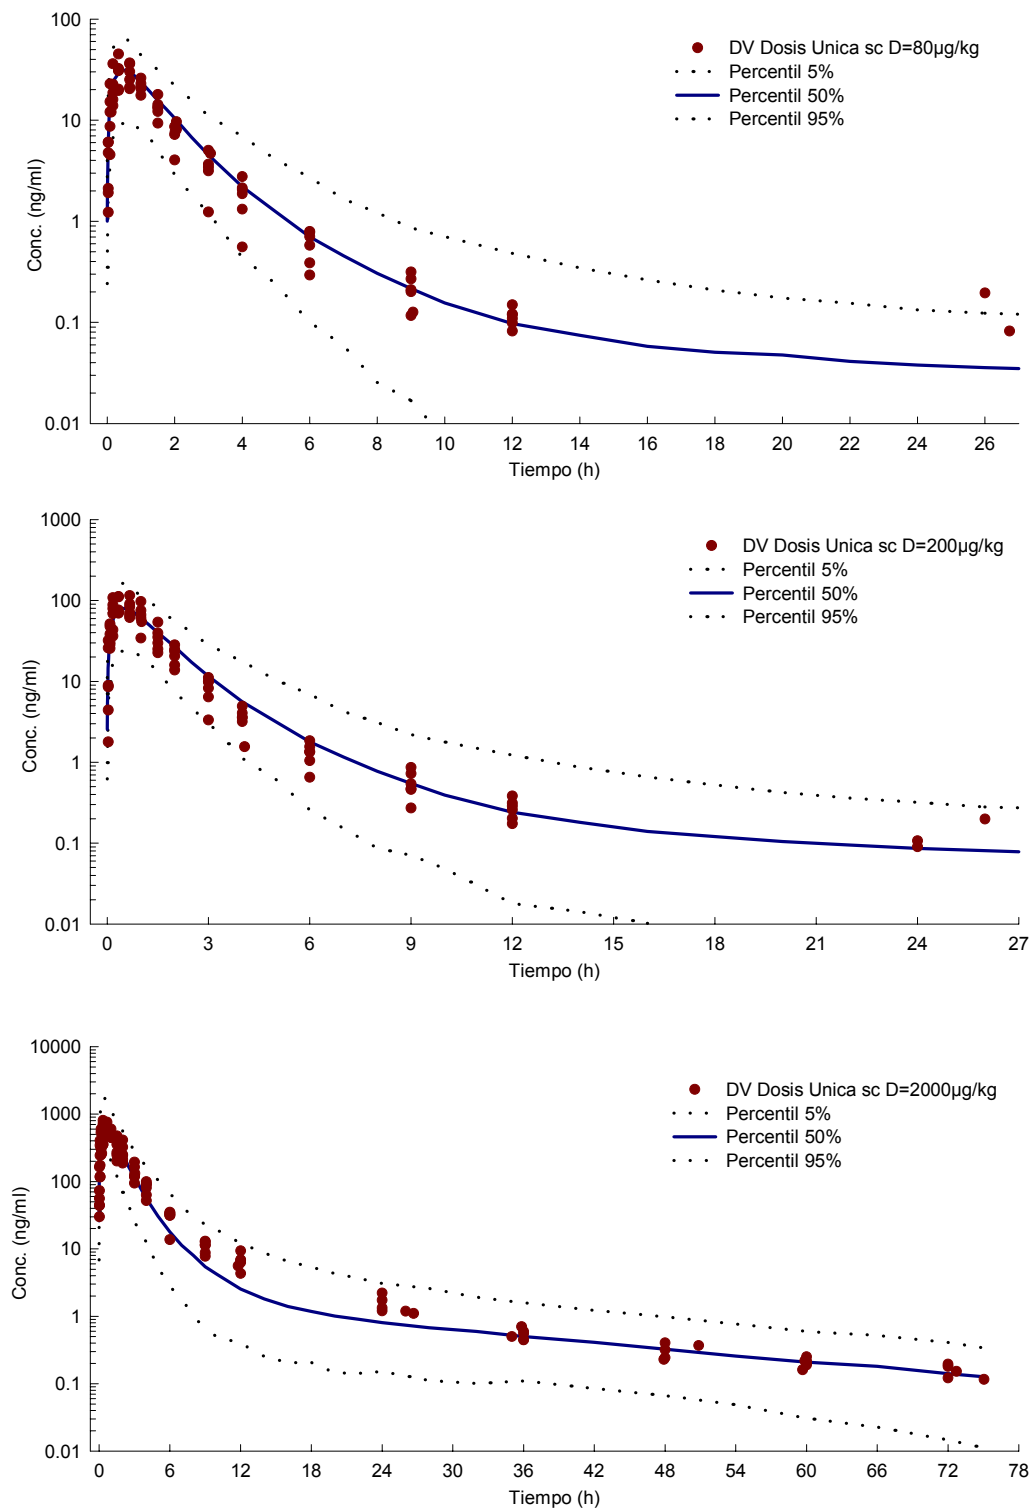 100
10
1
0.1
0.01
Conc. (ng/ml)
DV Dosis Unica sc D=80µg/kg
Percentil 5%
Percentil 50%
Percentil 95%
0 2 4 6 8 10 12 14 16 18 20 22 24 26
Tiempo (h)
1000
100
10
1
0.1
0.01
Conc. (ng/ml)
DV Dosis Unica sc D=200µg/kg
Percentil 5%
Percentil 50%
Percentil 95%
0 3 6 9 12 15 18 21 24 27
Tiempo (h)
10000
1000
100
10
1
0.1
0.01
Conc. (ng/ml)
DV Dosis Unica sc D=2000µg/kg
Percentil 5%
Percentil 50%
Percentil 95%
0 6 12 18 24 30 36 42 48 54 60 66 72 78
Tiempo (h)